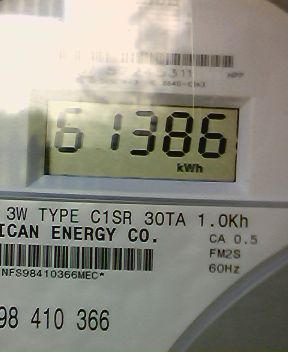 61386
kWh
3W TYPE C1SR 30TA 1.0Kh
ICAN ENERGY CO.
CA 0.5
FM2S
60Hz
NFS98410366MEC*
98 410 366